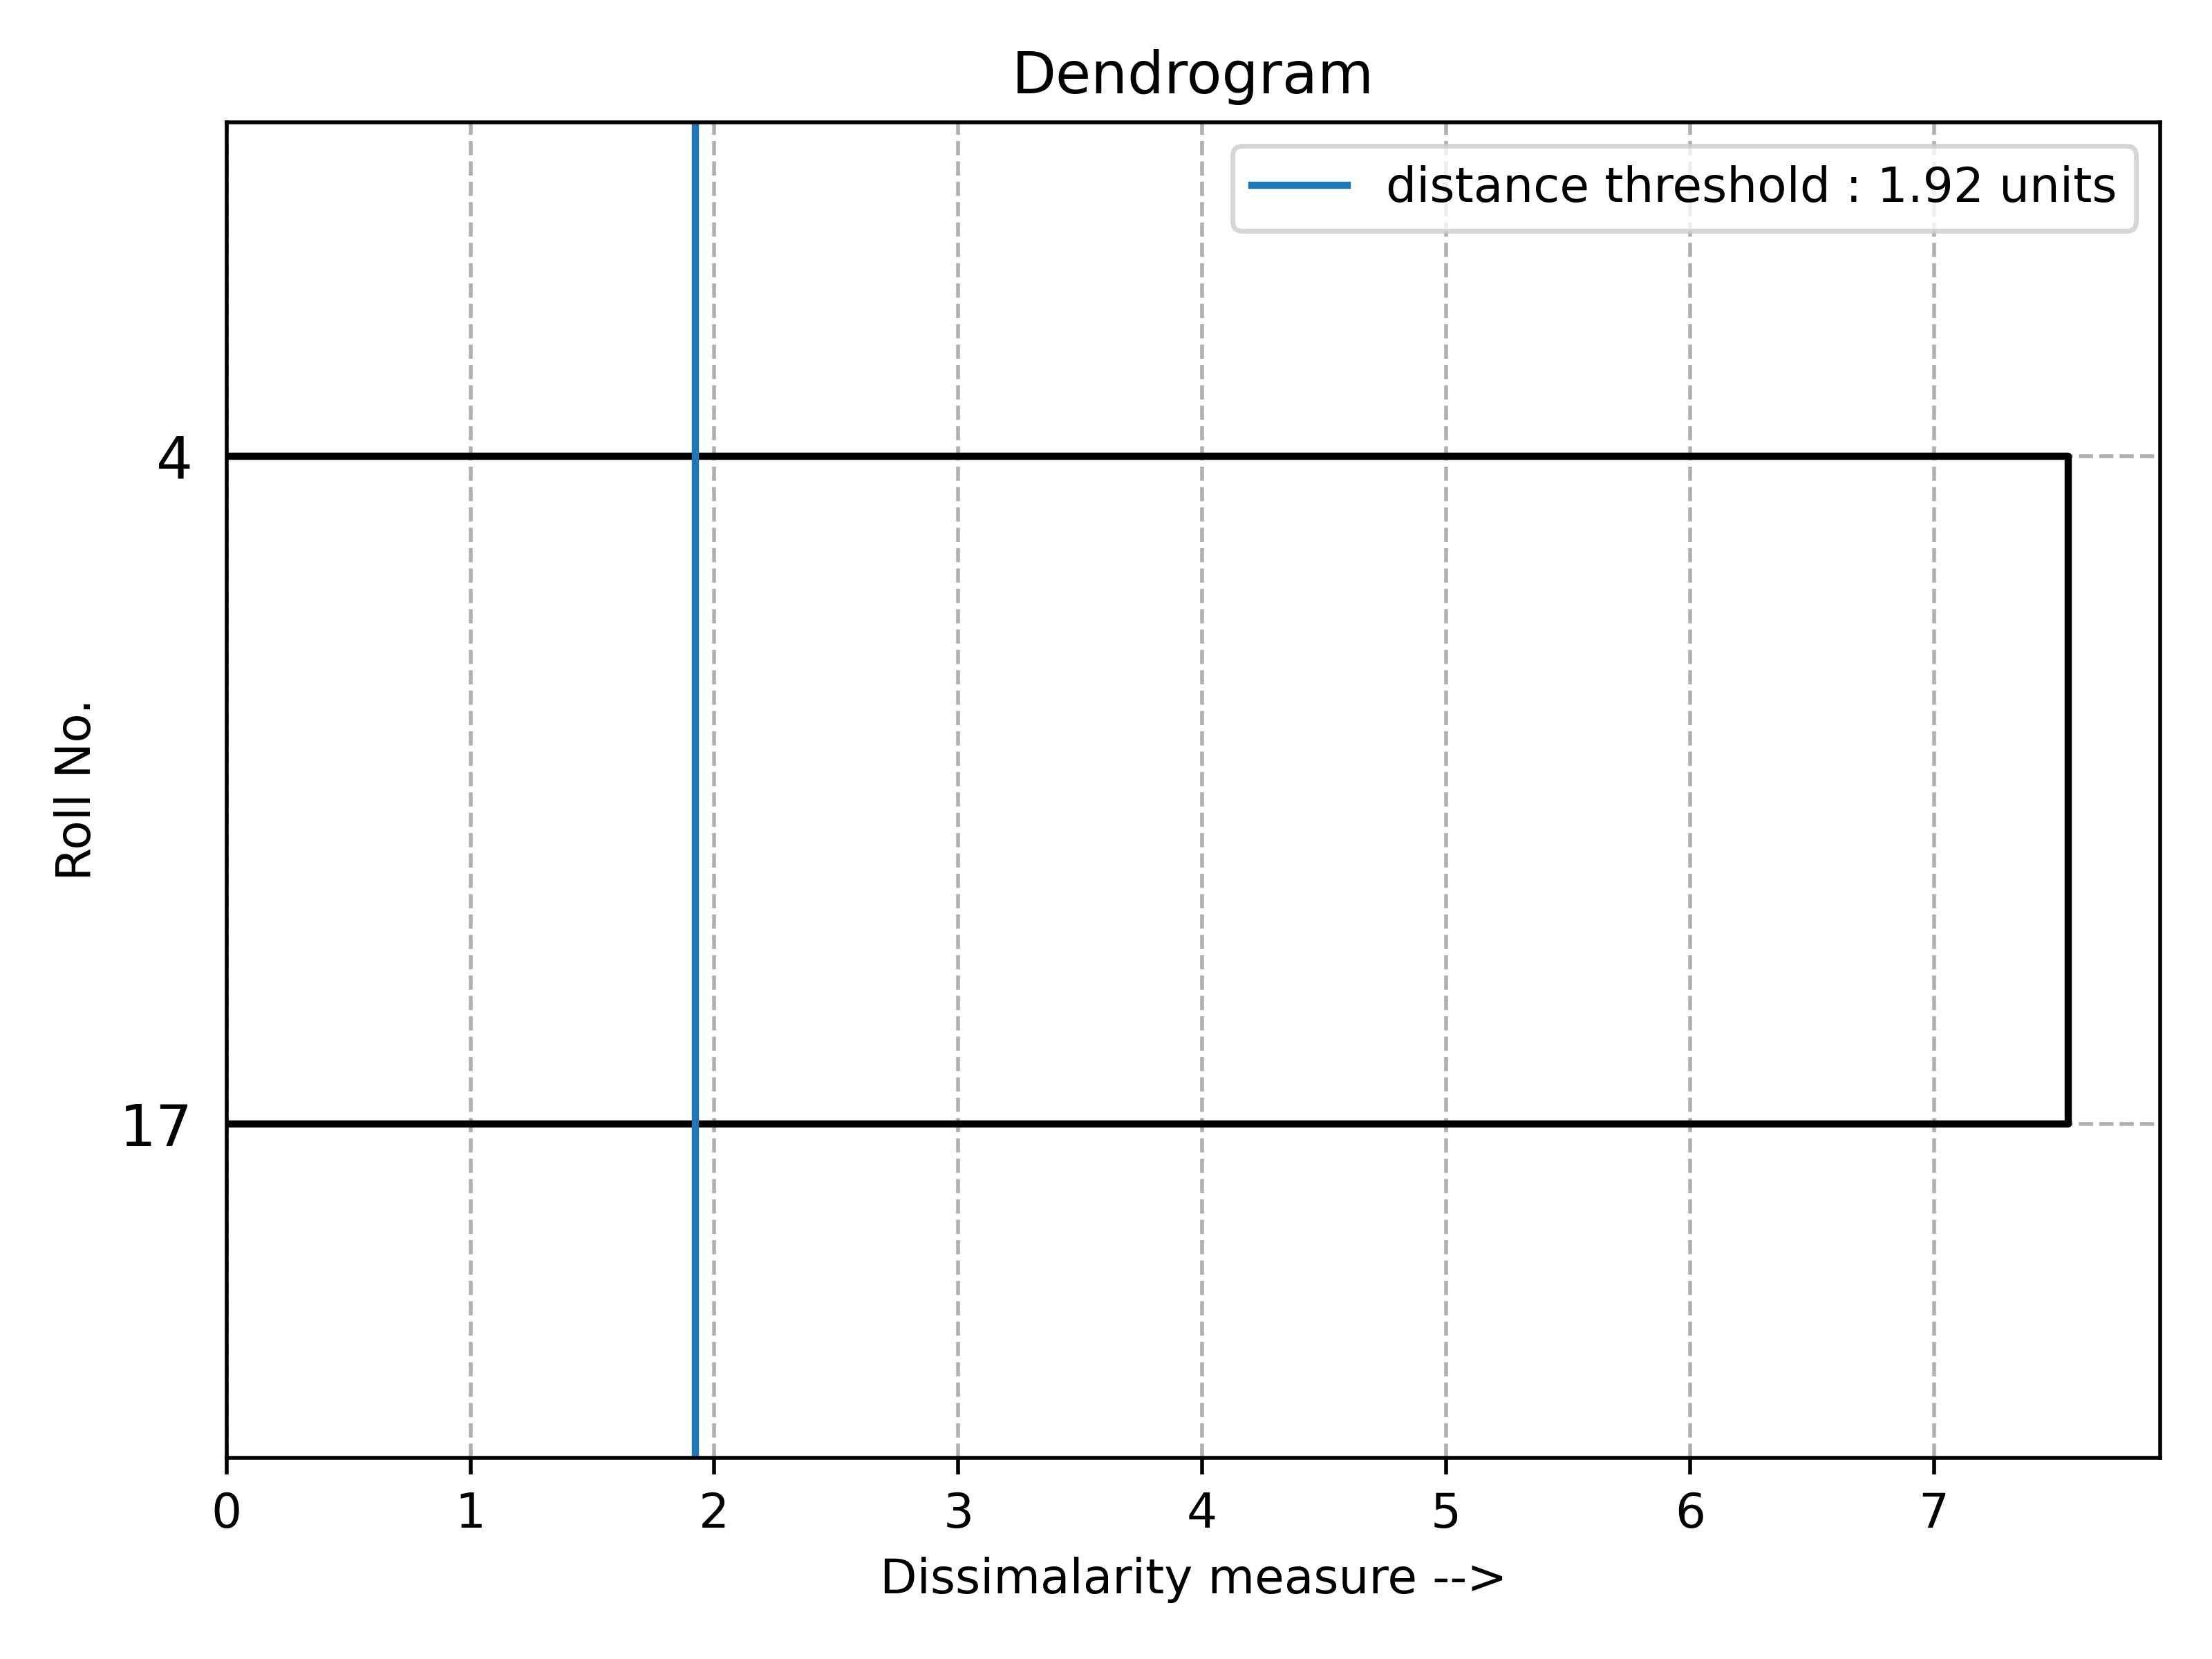 Dendrogram
distance threshold : 1.92 units
4
17
Roll No.
0 1 2 3 4 5 6 7
Dissimalarity measure -->